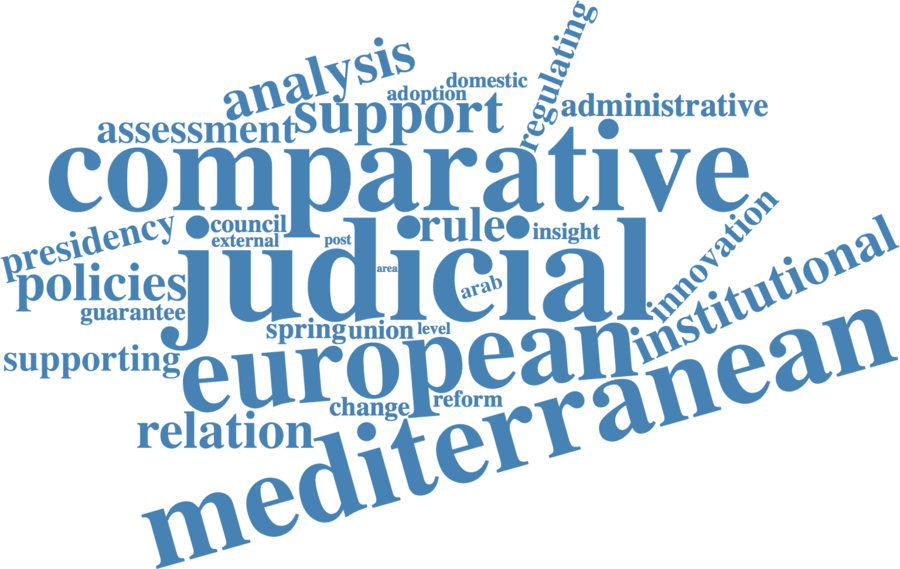 regulating
analysis
domestic
adoption
support
administrative
assessment
comparative
presidency
council
external
post
rule
insight
innovation
policies
judicial
area
arab
institutional
guarantee
spring
union
level
supporting
european
mediterranean
change
reform
relation